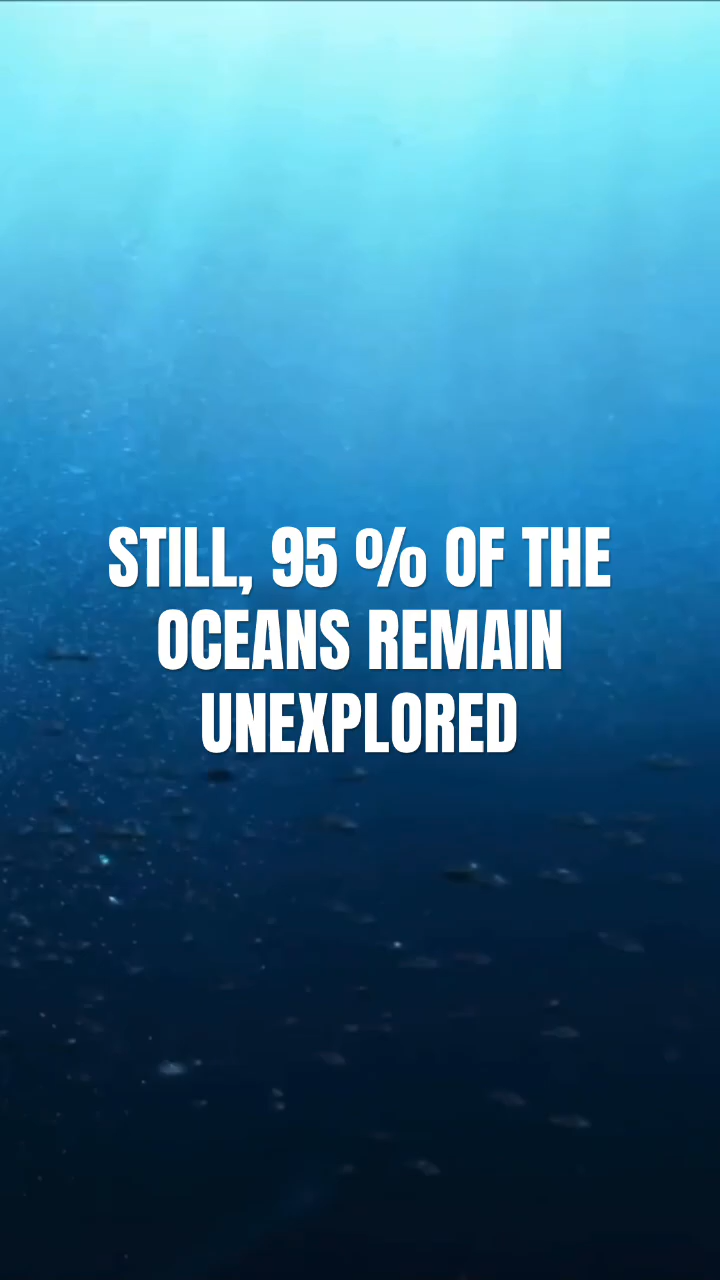 STILL, 95 % OF THE
OCEANS REMAIN
UNEXPLORED